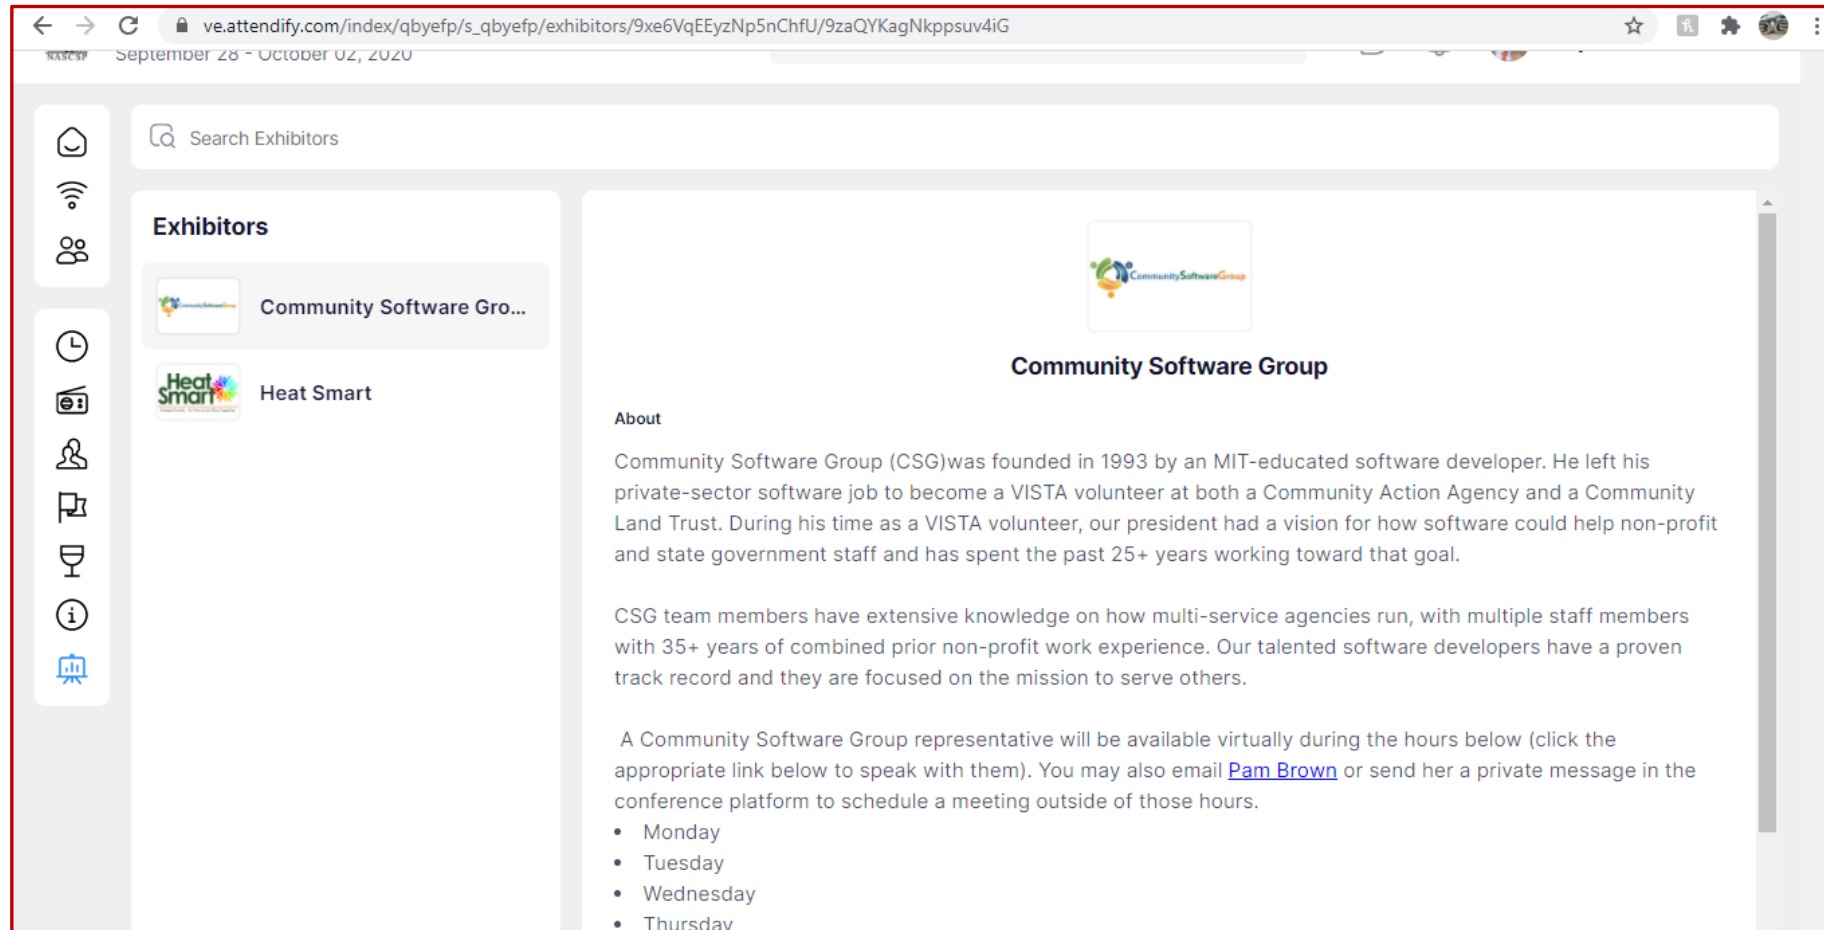 ve.attendify.com/index/qbyefp/s_qbyefp/exhibitors/9xe6VqEEyzNp5nChfU/9zaQYKagNkppsuv4iG
NASCSP
September 28 - October 02, 2020
Search Exhibitors
Exhibitors
CommunitySoftwareGroup
Community Software Gro...
Heat Smart
Heat Smart
CommunitySoftwareGroup
Community Software Group
About
Community Software Group (CSG)was founded in 1993 by an MIT-educated software developer. He left his
private-sector software job to become a VISTA volunteer at both a Community Action Agency and a Community
Land Trust. During his time as a VISTA volunteer, our president had a vision for how software could help non-profit
and state government staff and has spent the past 25+ years working toward that goal.
CSG team members have extensive knowledge on how multi-service agencies run, with multiple staff members
with 35+ years of combined prior non-profit work experience. Our talented software developers have a proven
track record and they are focused on the mission to serve others.
A Community Software Group representative will be available virtually during the hours below (click the
appropriate link below to speak with them). You may also email Pam Brown or send her a private message in the
conference platform to schedule a meeting outside of those hours.
• Monday
• Tuesday
• Wednesday
• Thursday